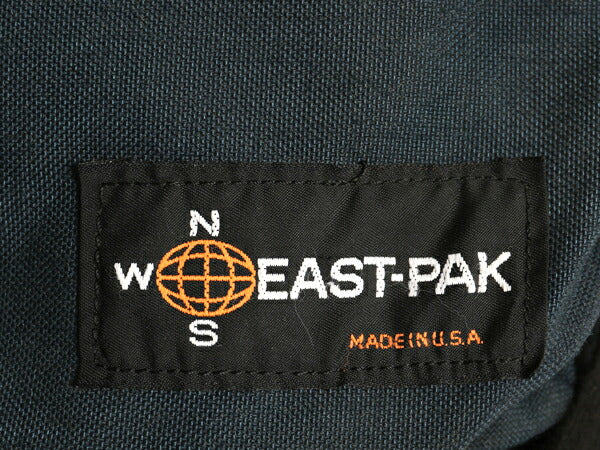 N
W EAST-PAK
S
MADE IN U.S.A.